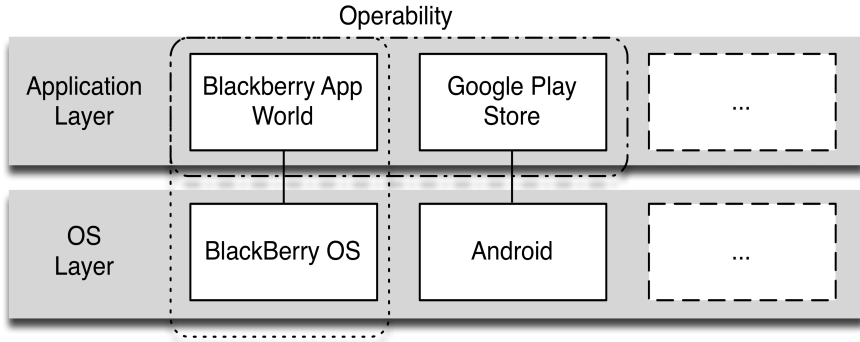 Operability
Application
Layer
Blackberry App
World
Google Play
Store
...
OS
Layer
BlackBerry OS
Android
...